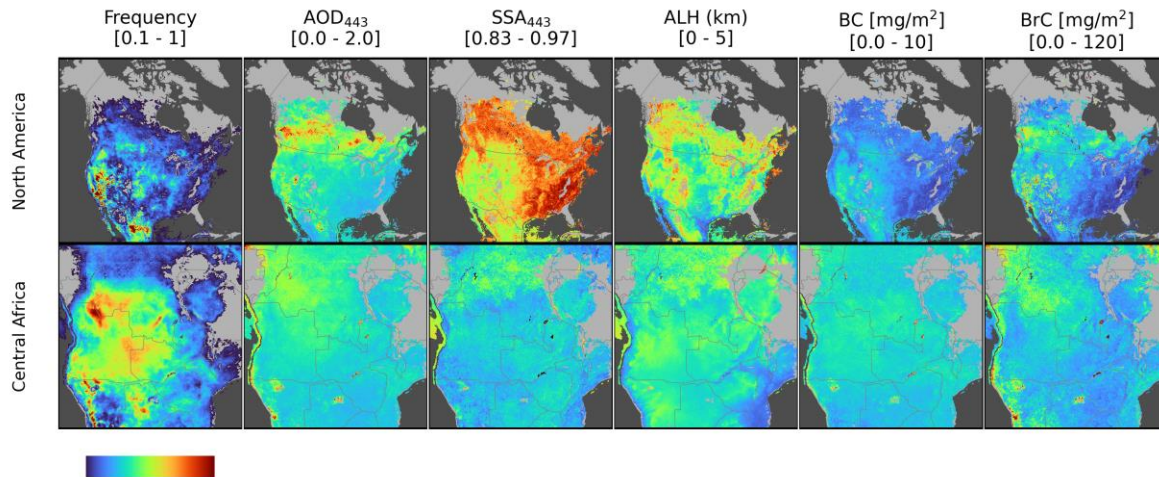 Frequency
[0.1 - 1]
AOD₄₄₃
[0.0 - 2.0]
SSA₄₄₃
[0.83 - 0.97]
ALH (km)
[0 - 5]
BC [mg/m²]
[0.0 - 10]
BrC [mg/m²]
[0.0 - 120]
North America
Central Africa